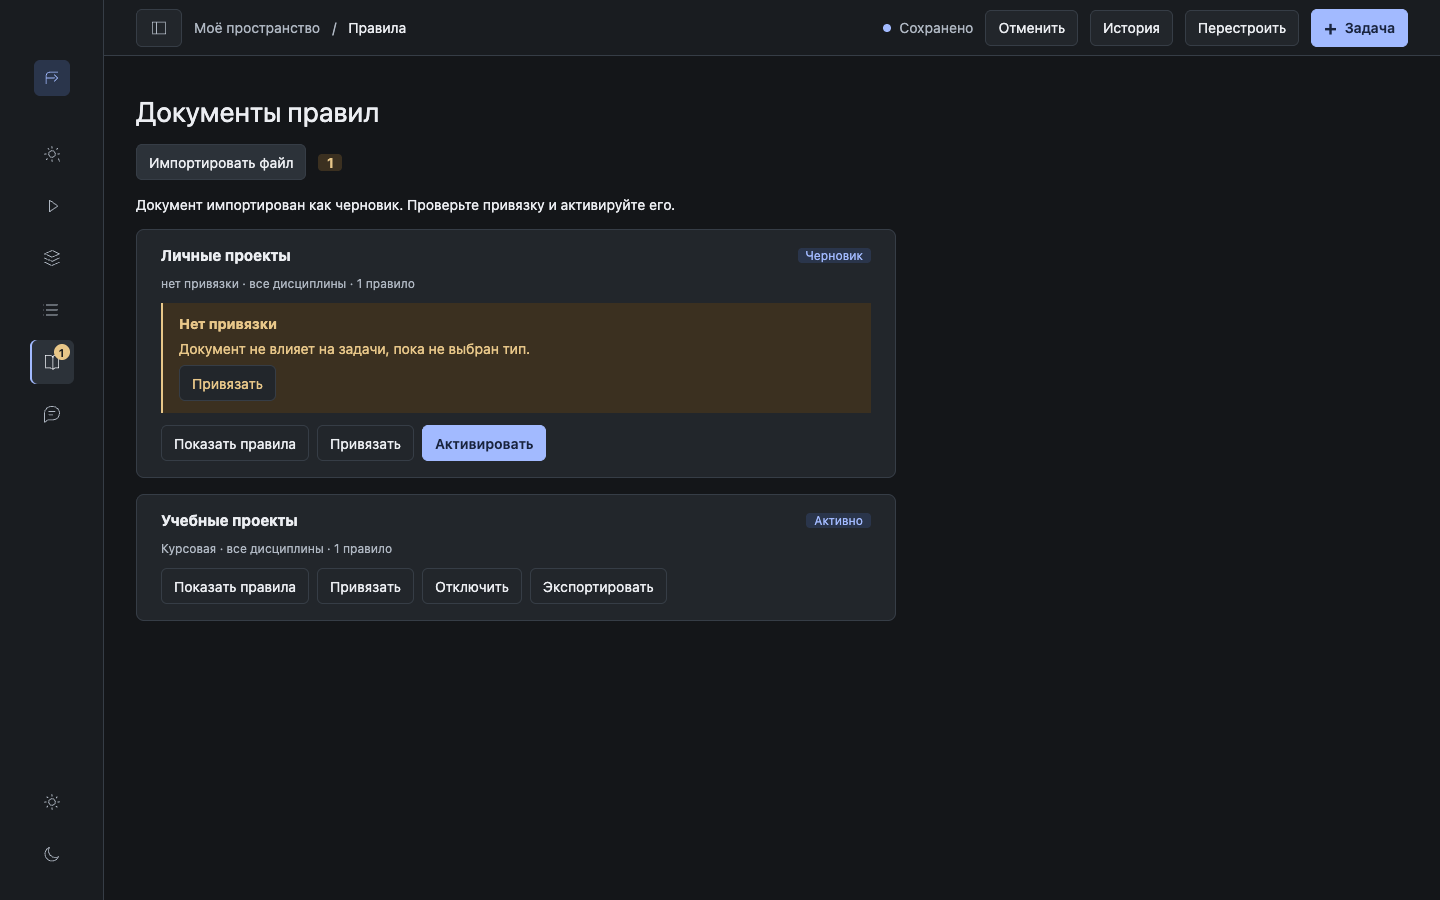 Моё пространство / Правила
Сохранено
Отменить
История
Перестроить
+ Задача
Документы правил
Импортировать файл
1
Документ импортирован как черновик. Проверьте привязку и активируйте его.
Личные проекты
Черновик
нет привязки · все дисциплины · 1 правило
Нет привязки
Документ не влияет на задачи, пока не выбран тип.
Привязать
Показать правила
Привязать
Активировать
Учебные проекты
Активно
Курсовая · все дисциплины · 1 правило
Показать правила
Привязать
Отключить
Экспортировать
1